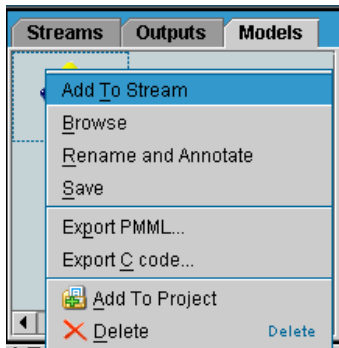 Streams Outputs Models
Add To Stream
Browse
Rename and Annotate
Save
Export PMML...
Export C code...
Add To Project
Delete Delete